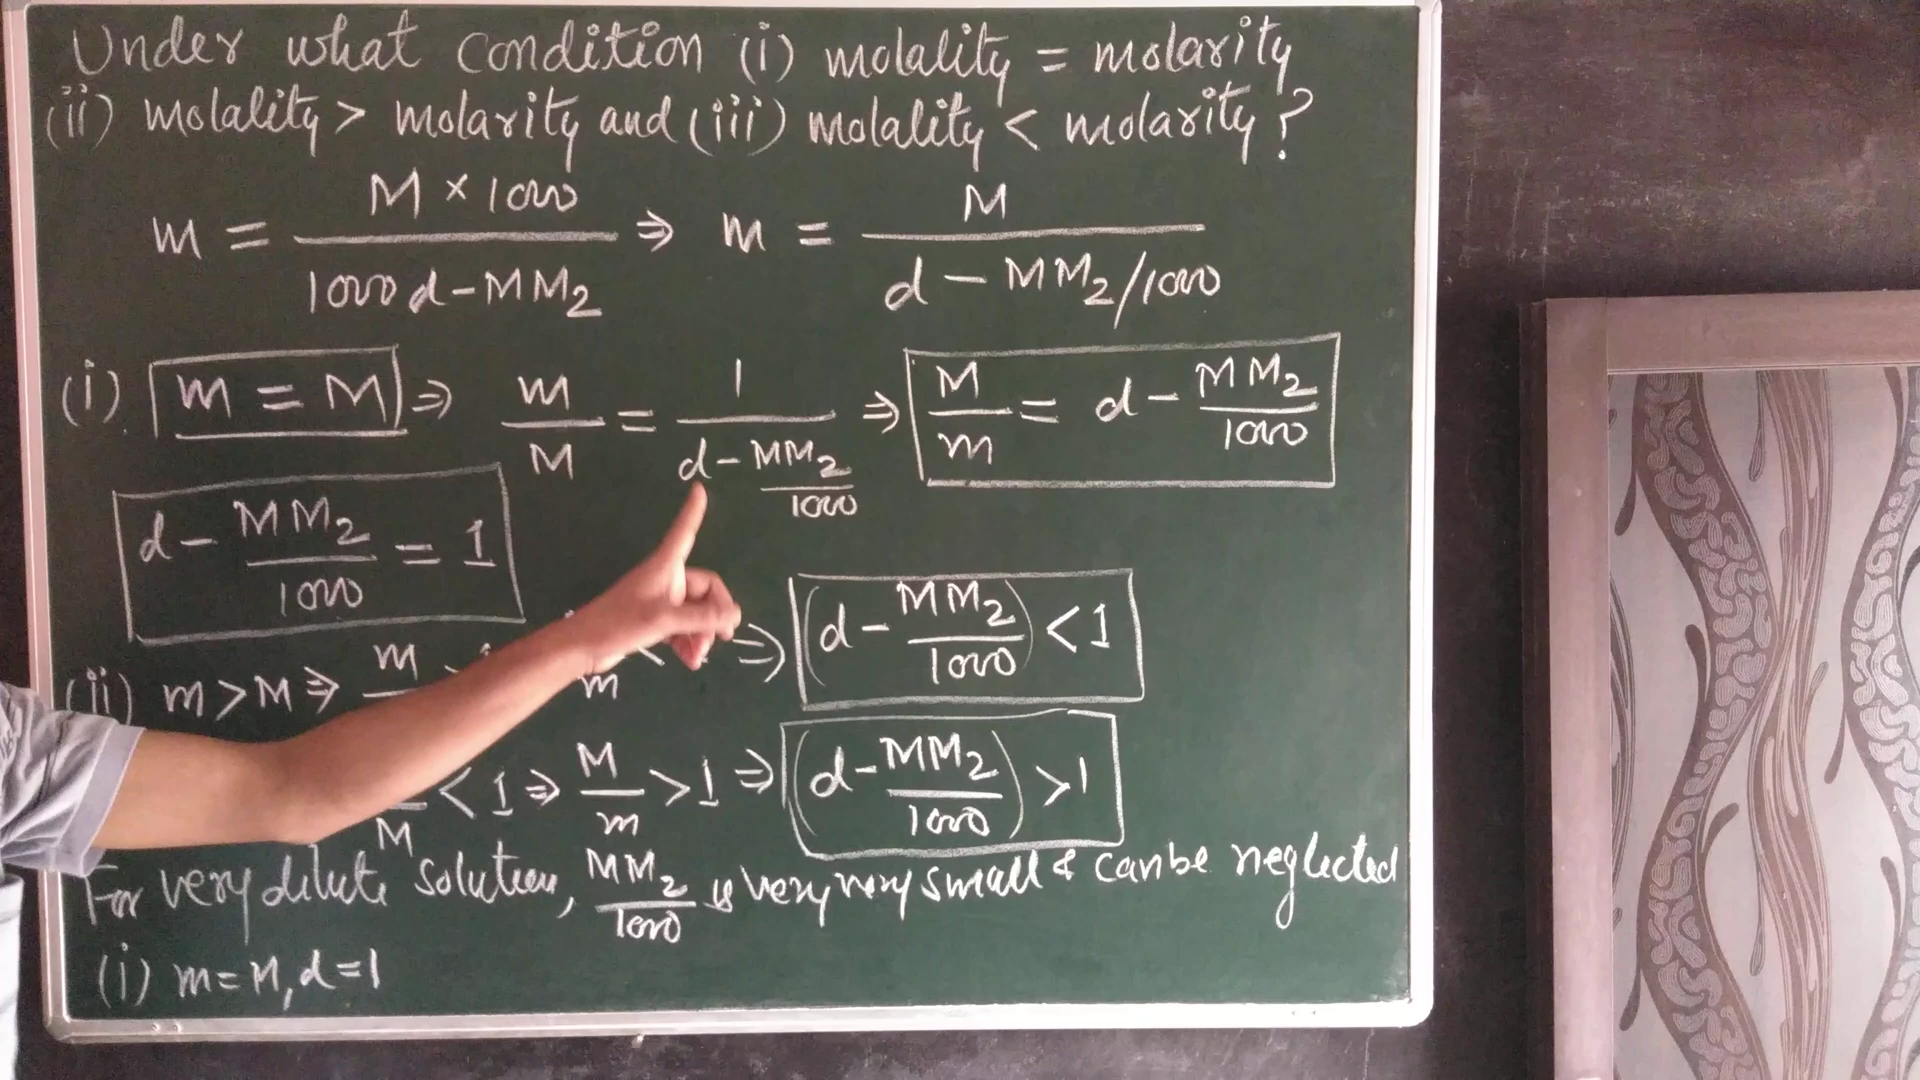 Under what condition (i) molality = molarity
(ii) molality > molarity and (iii) molality < molarity?
m = M × 1000 / 1000 d - MM₂ ⇒ m = M / d - MM₂/1000
(i) m = M ⇒ m/M = 1 / d - MM₂/1000 ⇒ M/m = d - MM₂/1000
d - MM₂/1000 = 1
(ii) m > M ⇒ m < ⇒ (d - MM₂/1000) < 1
M < 1 ⇒ M/m > 1 ⇒ (d - MM₂/1000) > 1
For very dilute solution, MM₂/1000 is very very small & can be neglected
(i) m = M, d = 1